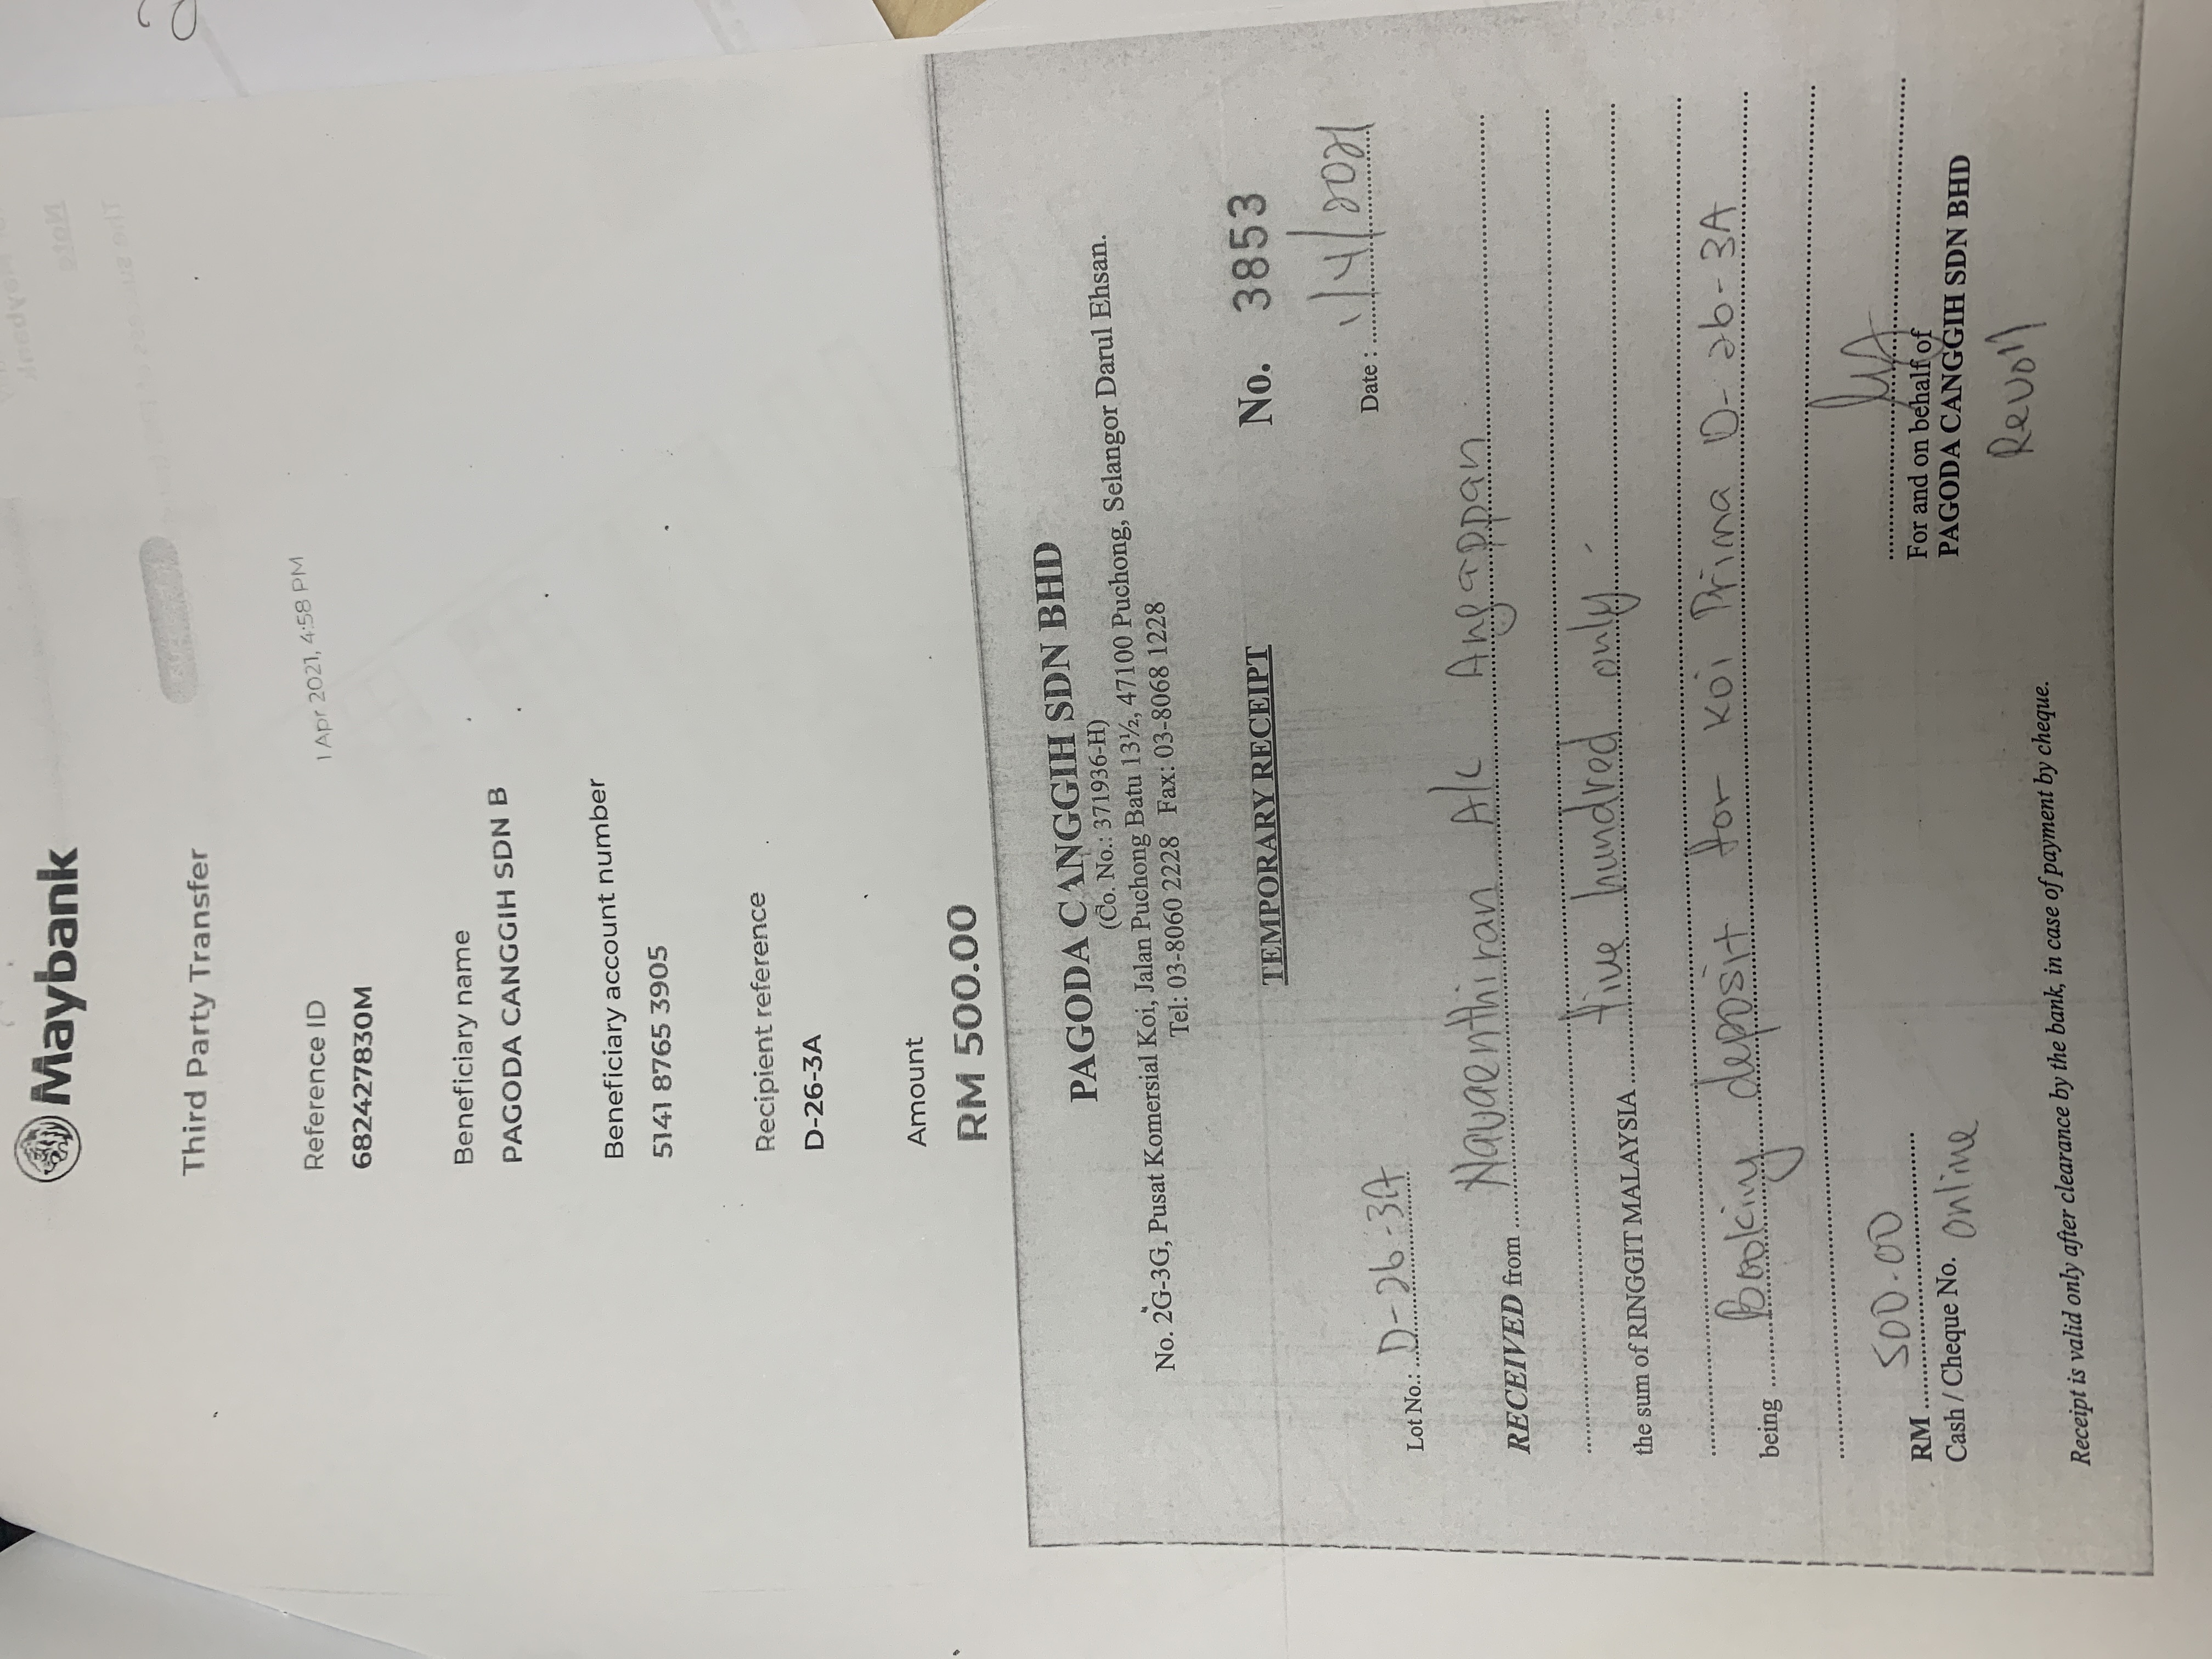 Maybank
Third Party Transfer
Reference ID
682427830M
1 Apr 2021, 4:58 PM
Beneficiary name
PAGODA CANGGIH SDN B
Beneficiary account number
5141 8765 3905
Recipient reference
D-26-3A
Amount
RM 500.00
PAGODA CANGGIH SDN BHD
(Co. No.: 371936-H)
No. 2G-3G, Pusat Komersial Koi, Jalan Puchong Batu 13½, 47100 Puchong, Selangor Darul Ehsan.
Tel: 03-8060 2228 Fax: 03-8068 1228
TEMPORARY RECEIPT
No. 3853
Lot No.: D-26-3A
Date : 1/4/2021
RECEIVED from Navaenthiran A/L Angappan
the sum of RINGGIT MALAYSIA five hundred only.
being Booking deposit for Koi Prima D-26-3A
RM 500.00
Cash / Cheque No. online
For and on behalf of
PAGODA CANGGIH SDN BHD
Receipt is valid only after clearance by the bank, in case of payment by cheque.